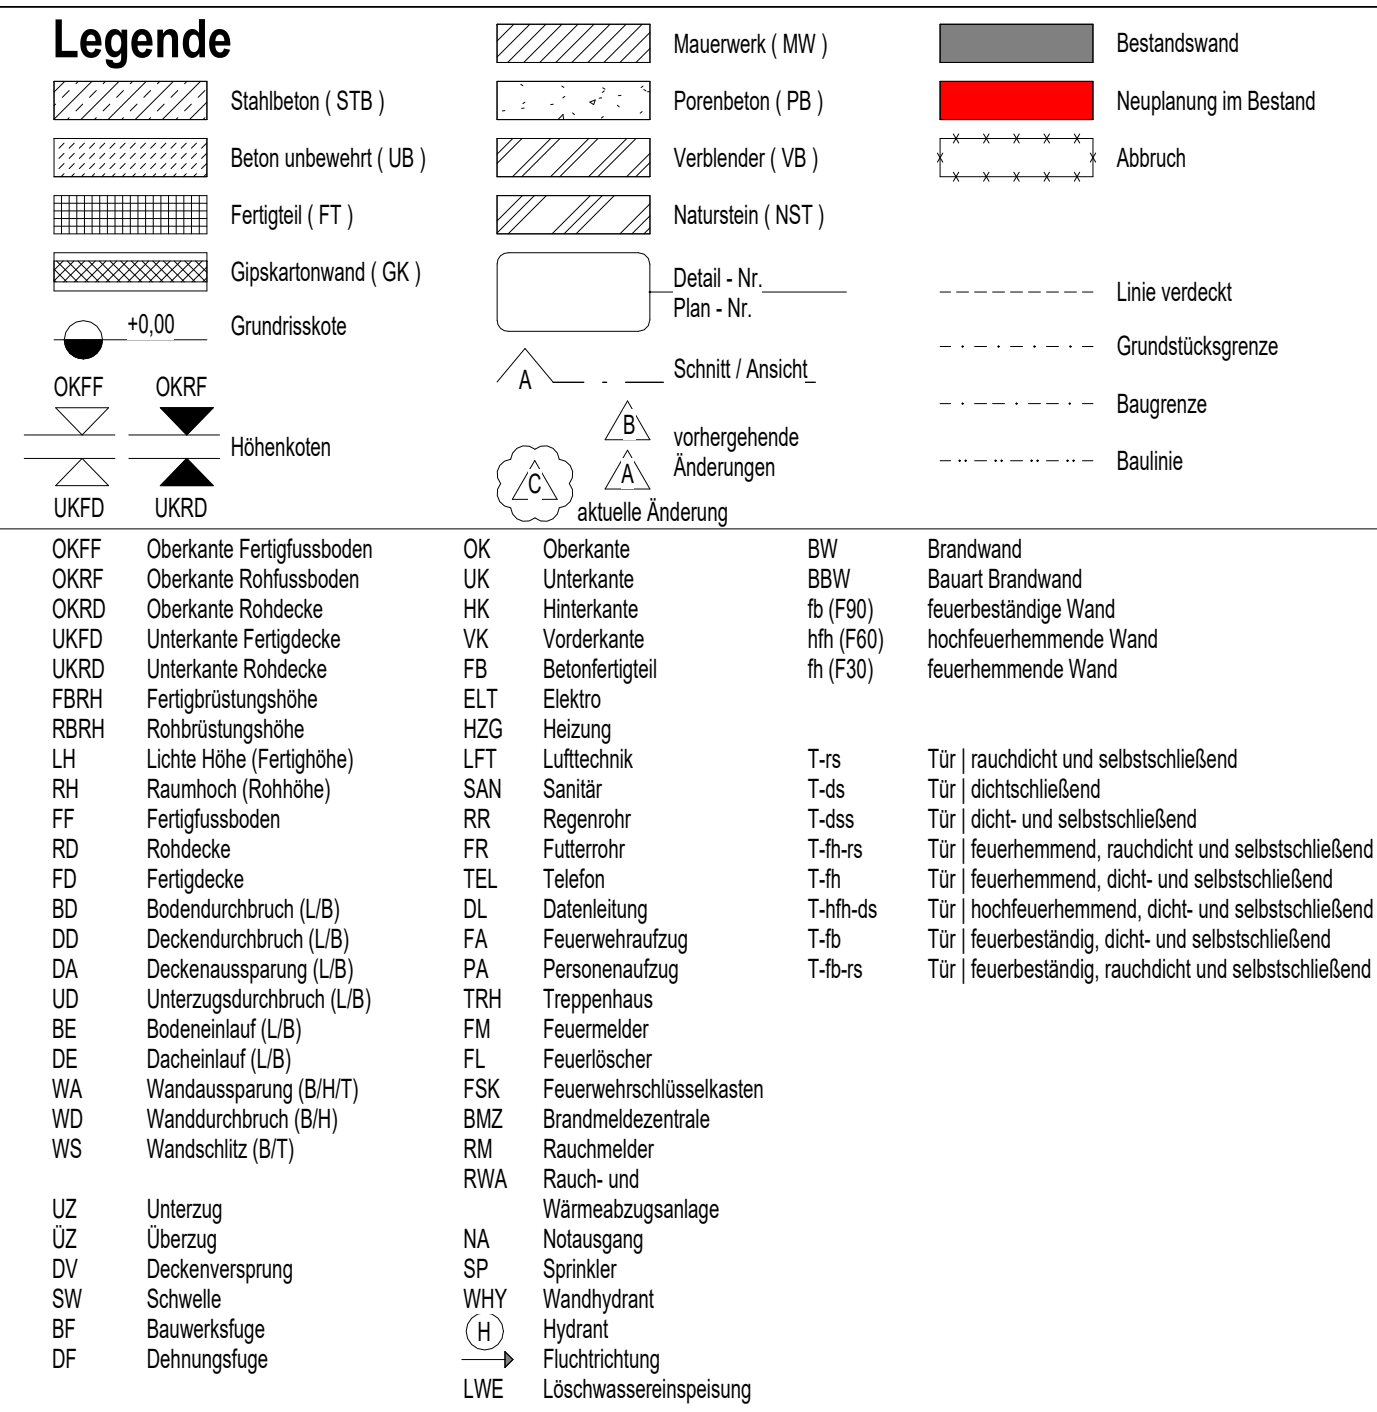 Legende
Stahlbeton ( STB )
Beton unbewehrt ( UB )
Fertigteil ( FT )
Gipskartonwand ( GK )
+0,00 Grundrisskote
OKFF OKRF
Höhenkoten
UKFD UKRD
Mauerwerk ( MW )
Porenbeton ( PB )
Verblender ( VB )
Naturstein ( NST )
Detail - Nr.
Plan - Nr.
A Schnitt / Ansicht
B
vorhergehende
Änderungen
A
C
aktuelle Änderung
Bestandswand
Neuplanung im Bestand
Abbruch
Linie verdeckt
Grundstücksgrenze
Baugrenze
Baulinie
OKFF Oberkante Fertigfussboden
OKRF Oberkante Rohfussboden
OKRD Oberkante Rohdecke
UKFD Unterkante Fertigdecke
UKRD Unterkante Rohdecke
FBRH Fertigbrüstungshöhe
RBRH Rohbrüstungshöhe
LH Lichte Höhe (Fertighöhe)
RH Raumhoch (Rohhöhe)
FF Fertigfussboden
RD Rohdecke
FD Fertigdecke
BD Bodendurchbruch (L/B)
DD Deckendurchbruch (L/B)
DA Deckenaussparung (L/B)
UD Unterzugsdurchbruch (L/B)
BE Bodeneinlauf (L/B)
DE Dacheinlauf (L/B)
WA Wandaussparung (B/H/T)
WD Wanddurchbruch (B/H)
WS Wandschlitz (B/T)
UZ Unterzug
ÜZ Überzug
DV Deckenversprung
SW Schwelle
BF Bauwerksfuge
DF Dehnungsfuge
OK Oberkante
UK Unterkante
HK Hinterkante
VK Vorderkante
FB Betonfertigteil
ELT Elektro
HZG Heizung
LFT Lufttechnik
SAN Sanitär
RR Regenrohr
FR Futterrohr
TEL Telefon
DL Datenleitung
FA Feuerwehraufzug
PA Personenaufzug
TRH Treppenhaus
FM Feuermelder
FL Feuerlöscher
FSK Feuerwehrschlüsselkasten
BMZ Brandmeldezentrale
RM Rauchmelder
RWA Rauch- und
Wärmeabzugsanlage
NA Notausgang
SP Sprinkler
WHY Wandhydrant
H Hydrant
Fluchtrichtung
LWE Löschwassereinspeisung
BW Brandwand
BBW Bauart Brandwand
fb (F90) feuerbeständige Wand
hfh (F60) hochfeuerhemmende Wand
fh (F30) feuerhemmende Wand
T-rs Tür | rauchdicht und selbstschließend
T-ds Tür | dichtschließend
T-dss Tür | dicht- und selbstschließend
T-fh-rs Tür | feuerhemmend, rauchdicht und selbstschließend
T-fh Tür | feuerhemmend, dicht- und selbstschließend
T-hfh-ds Tür | hochfeuerhemmend, dicht- und selbstschließend
T-fb Tür | feuerbeständig, dicht- und selbstschließend
T-fb-rs Tür | feuerbeständig, rauchdicht und selbstschließend